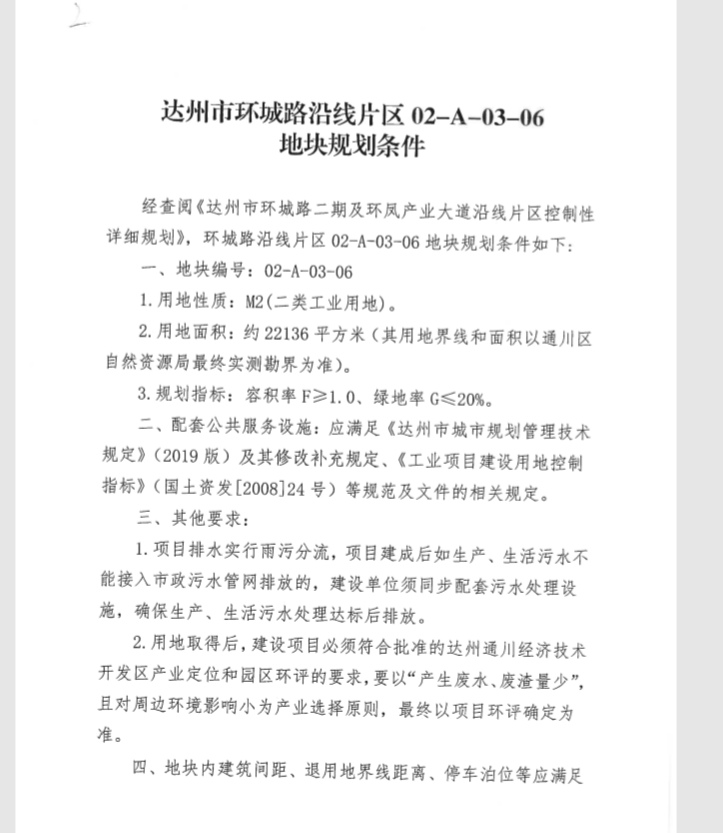 2
达州市环城路沿线片区 02-A-03-06
地块规划条件
经查阅《达州市环城路二期及环凤产业大道沿线片区控制性
详细规划》，环城路沿线片区 02-A-03-06 地块规划条件如下：
一、地块编号：02-A-03-06
1.用地性质：M2(二类工业用地)。
2.用地面积：约 22136 平方米（其用地界线和面积以通川区
自然资源局最终实测勘界为准）。
3.规划指标：容积率 F≥1.0、绿地率 G≤20%。
二、配套公共服务设施：应满足《达州市城市规划管理技术
规定》（2019 版）及其修改补充规定、《工业项目建设用地控制
指标》（国土资发[2008]24 号）等规范及文件的相关规定。
三、其他要求：
1.项目排水实行雨污分流，项目建成后如生产、生活污水不
能接入市政污水管网排放的，建设单位须同步配套污水处理设
施，确保生产、生活污水处理达标后排放。
2.用地取得后，建设项目必须符合批准的达州通川经济技术
开发区产业定位和园区环评的要求，要以“产生废水、废渣量少”，
且对周边环境影响小为产业选择原则，最终以项目环评确定为
准。
四、地块内建筑间距、退用地界线距离、停车泊位等应满足